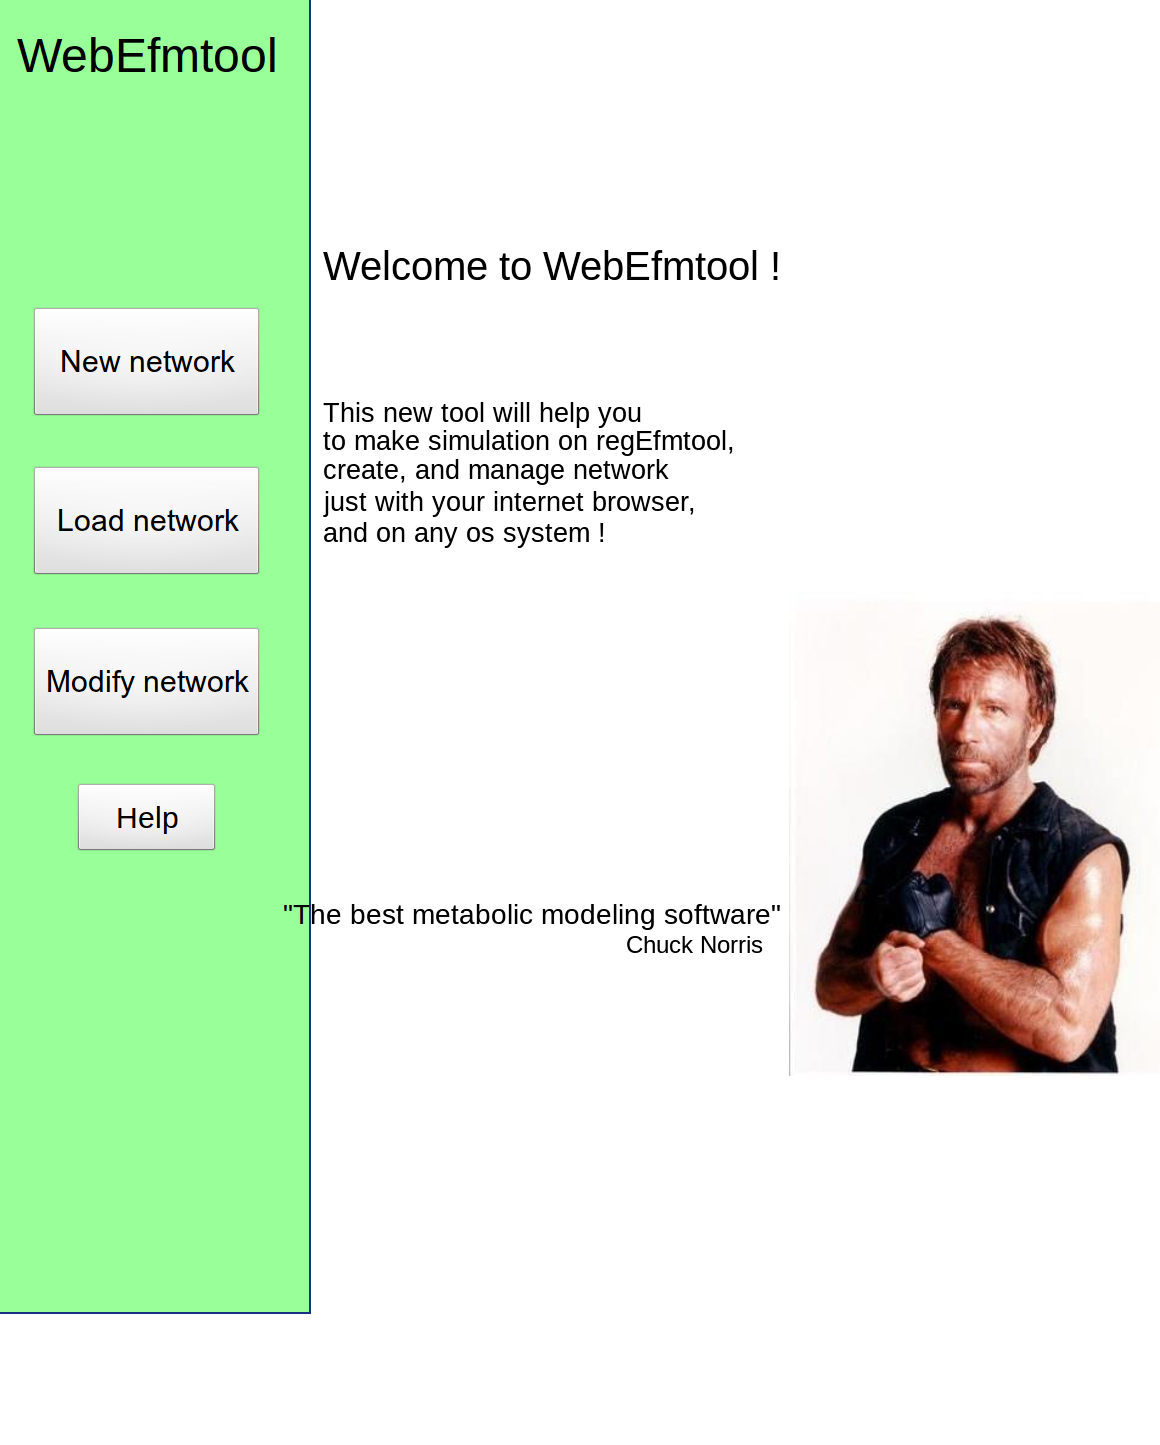 WebEfmtool
Welcome to WebEfmtool !
New network
This new tool will help you
to make simulation on regEfmtool,
create, and manage network
just with your internet browser,
and on any os system !
Load network
Modify network
Help
"The best metabolic modeling software"
Chuck Norris